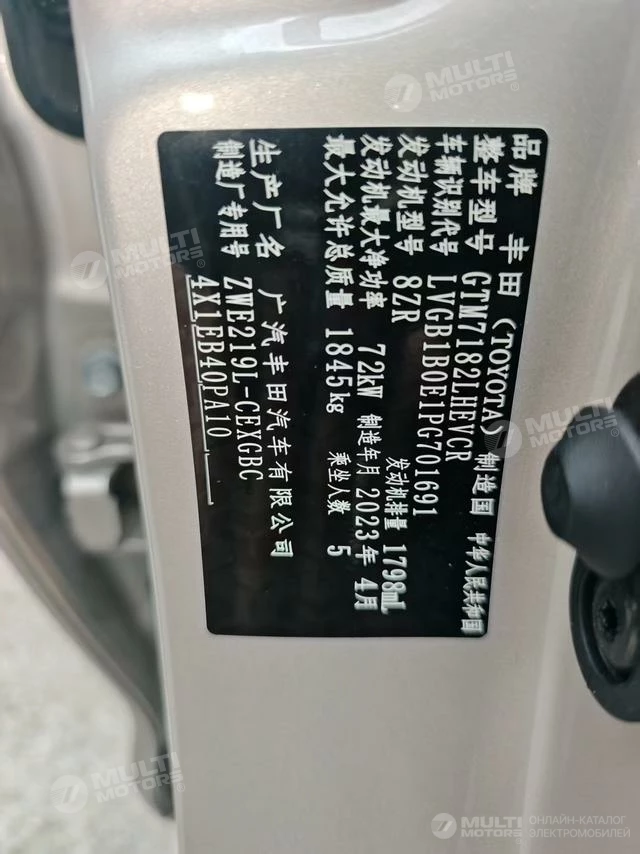 品牌 丰田(TOYOTA) 制造国 中华人民共和国
整车型号 GTM7182LHEVCR
车辆识别代号 LVGB1B0E1PG701691
发动机型号 8ZR 发动机排量 1798mL
发动机最大净功率 72kW 制造年月 2023年 4月
最大允许总质量 1845kg 乘坐人数 5
生产厂名 广汽丰田汽车有限公司
制造厂专用号 ZWE219L-CEXGBC
4X1EB40PA10
MULTI
MOTORS
MULTI
MOTORS
MULTI
MOTORS
MULTI
MOTORS
MULTI
MOTORS
ОНЛАЙН-КАТАЛОГ
ЭЛЕКТРОМОБИЛЕЙ